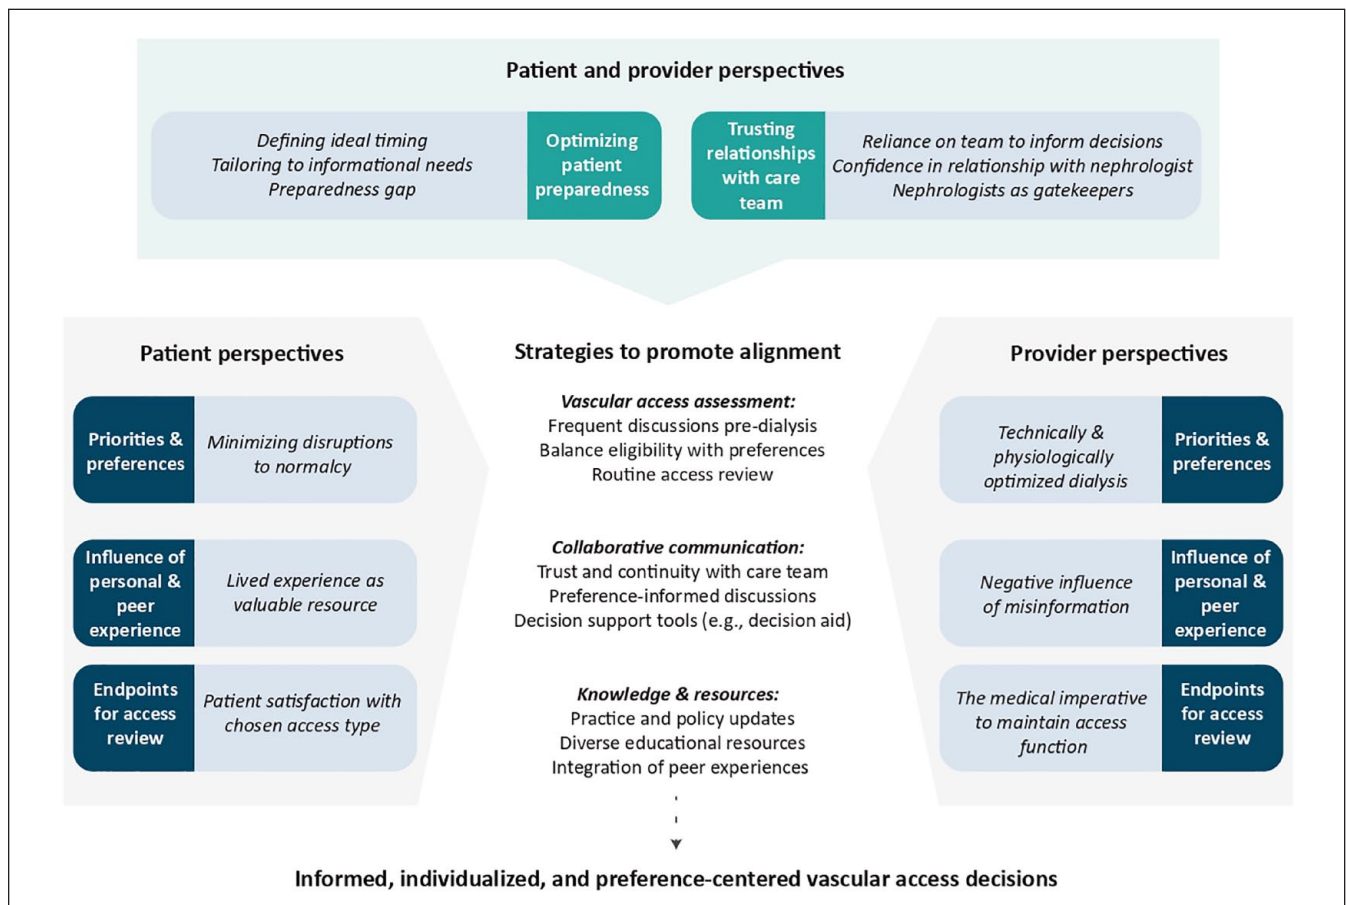 Patient and provider perspectives
Defining ideal timing
Tailoring to informational needs
Preparedness gap
Optimizing
patient
preparedness
Trusting
relationships
with care
team
Reliance on team to inform decisions
Confidence in relationship with nephrologist
Nephrologists as gatekeepers
Patient perspectives
Priorities &
preferences
Minimizing disruptions
to normalcy
Influence of
personal &
peer
experience
Lived experience as
valuable resource
Endpoints
for access
review
Patient satisfaction with
chosen access type
Strategies to promote alignment
Vascular access assessment:
Frequent discussions pre-dialysis
Balance eligibility with preferences
Routine access review
Collaborative communication:
Trust and continuity with care team
Preference-informed discussions
Decision support tools (e.g., decision aid)
Knowledge & resources:
Practice and policy updates
Diverse educational resources
Integration of peer experiences
Provider perspectives
Technically &
physiologically
optimized dialysis
Priorities &
preferences
Negative influence
of misinformation
Influence of
personal &
peer
experience
The medical imperative
to maintain access
function
Endpoints
for access
review
Informed, individualized, and preference-centered vascular access decisions